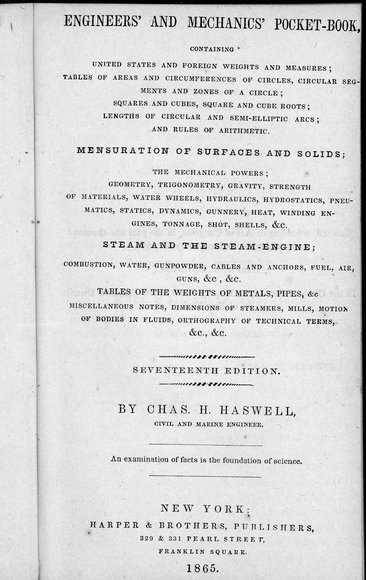 ENGINEERS' AND MECHANICS' POCKET-BOOK,
CONTAINING
UNITED STATES AND FOREIGN WEIGHTS AND MEASURES;
TABLES OF AREAS AND CIRCUMFERENCES OF CIRCLES, CIRCULAR SEG-
MENTS AND ZONES OF A CIRCLE;
SQUARES AND CUBES, SQUARE AND CUBE ROOTS;
LENGTHS OF CIRCULAR AND SEMI-ELLIPTIC ARCS;
AND RULES OF ARITHMETIC.
MENSURATION OF SURFACES AND SOLIDS;
THE MECHANICAL POWERS;
GEOMETRY, TRIGONOMETRY, GRAVITY, STRENGTH
OF MATERIALS, WATER WHEELS, HYDRAULICS, HYDROSTATICS, PNEU-
MATICS, STATICS, DYNAMICS, GUNNERY, HEAT, WINDING EN-
GINES, TONNAGE, SHOT, SHELLS, &c.
STEAM AND THE STEAM-ENGINE;
COMBUSTION, WATER, GUNPOWDER, CABLES AND ANCHORS, FUEL, AIR,
GUNS, &c., &c.
TABLES OF THE WEIGHTS OF METALS, PIPES, &c
MISCELLANEOUS NOTES, DIMENSIONS OF STEAMERS, MILLS, MOTION
OF BODIES IN FLUIDS, ORTHOGRAPHY OF TECHNICAL TERMS,
&c., &c.
SEVENTEENTH EDITION.
BY CHAS. H. HASWELL,
CIVIL AND MARINE ENGINEER.
An examination of facts is the foundation of science.
NEW YORK:
HARPER & BROTHERS, PUBLISHERS,
329 & 331 PEARL STREET,
FRANKLIN SQUARE.
1865.